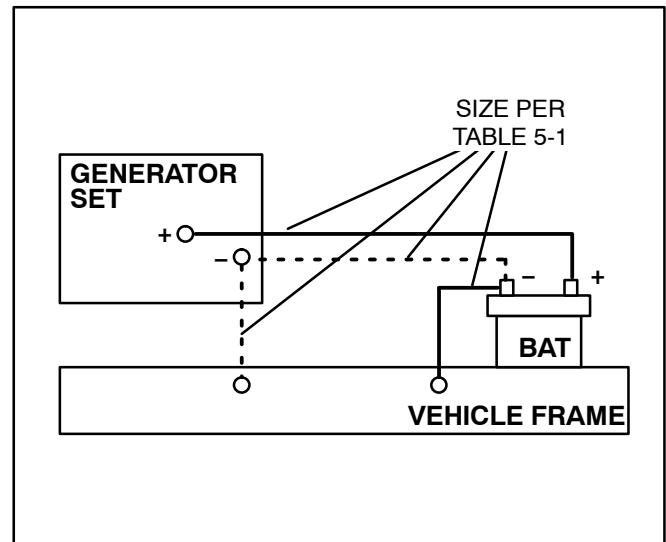 SIZE PER
TABLE 5-1
GENERATOR
SET
+
–
– +
BAT
VEHICLE FRAME